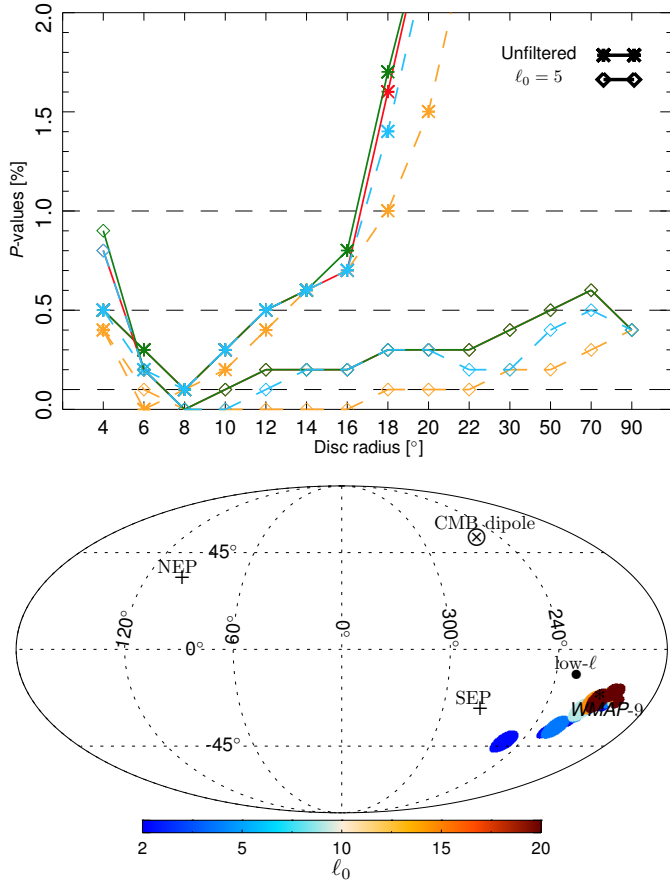 2.0
Unfiltered
ℓ₀ = 5
1.5
P-values [%]
1.0
0.5
0.1
0.0
4 6 8 10 12 14 16 18 20 22 30 50 70 90
Disc radius [°]
CMB dipole
45°
NEP
120° 60° 0° 300° 240°
0°
low-ℓ
SEP
WMAP-9
-45°
2 5 10 15 20
ℓ₀